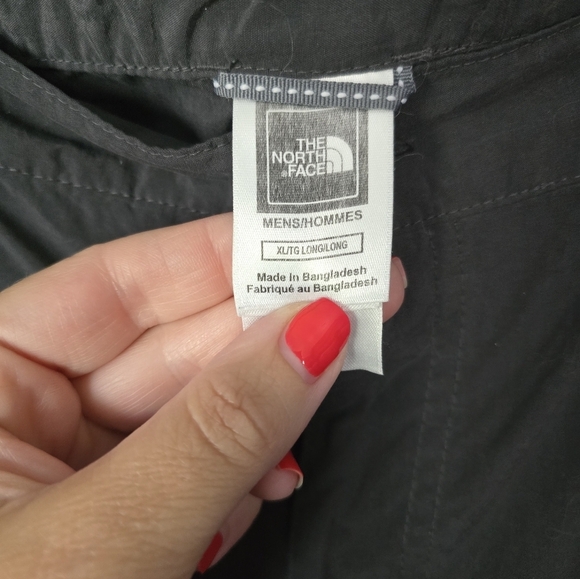 THE
NORTH
FACE
MENS/HOMMES
XL/TG LONG/LONG
Made in Bangladesh
Fabriqué au Bangladesh